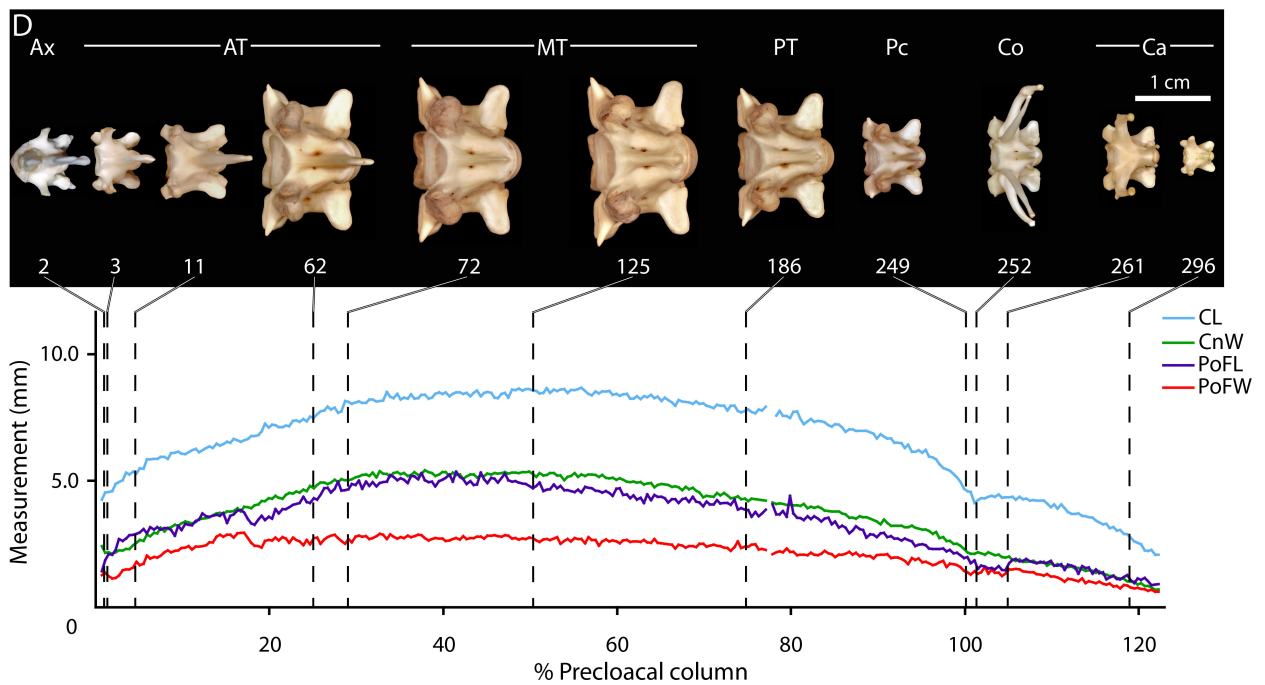 D
Ax AT MT PT Pc Co Ca
1 cm
2 3 11 62 72 125 186 249 252 261 296
CL
CnW
PoFL
PoFW
10.0
5.0
0
Measurement (mm)
20 40 60 80 100 120
% Precloacal column